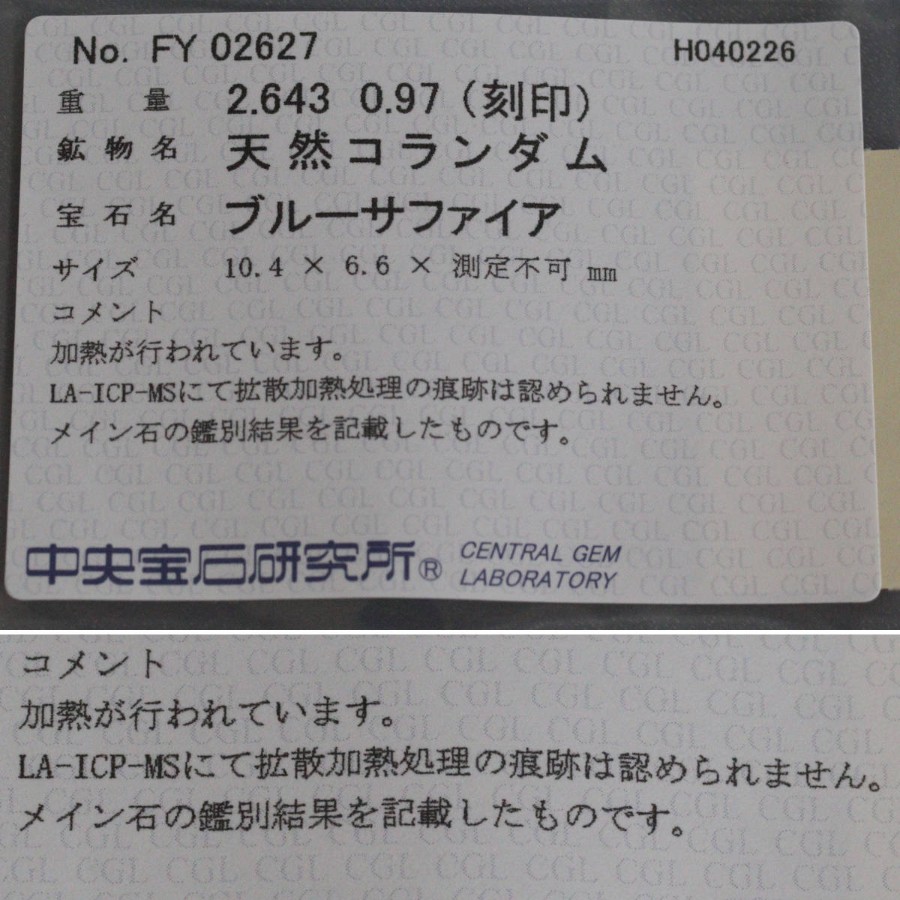 No. FY 02627 H040226
重量 2.643 0.97 (刻印)
鉱物名 天然コランダム
宝石名 ブルーサファイア
サイズ 10.4 × 6.6 × 測定不可 mm
コメント
加熱が行われています。
LA-ICP-MSにて拡散加熱処理の痕跡は認められません。
メイン石の鑑別結果を記載したものです。
中央宝石研究所® CENTRAL GEM
LABORATORY
コメント
加熱が行われています。
LA-ICP-MSにて拡散加熱処理の痕跡は認められません。
メイン石の鑑別結果を記載したものです。